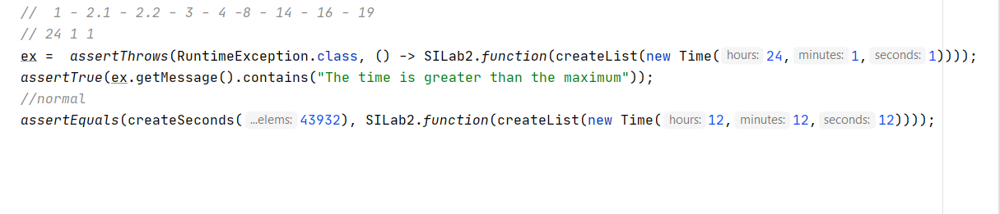 //  1 - 2.1 - 2.2 - 3 - 4 -8 - 14 - 16 - 19
// 24 1 1
ex =  assertThrows(RuntimeException.class, () -> SILab2.function(createList(new Time( hours: 24, minutes: 1, seconds: 1))));
assertTrue(ex.getMessage().contains("The time is greater than the maximum"));
//normal
assertEquals(createSeconds( ...elems: 43932), SILab2.function(createList(new Time( hours: 12, minutes: 12, seconds: 12))));